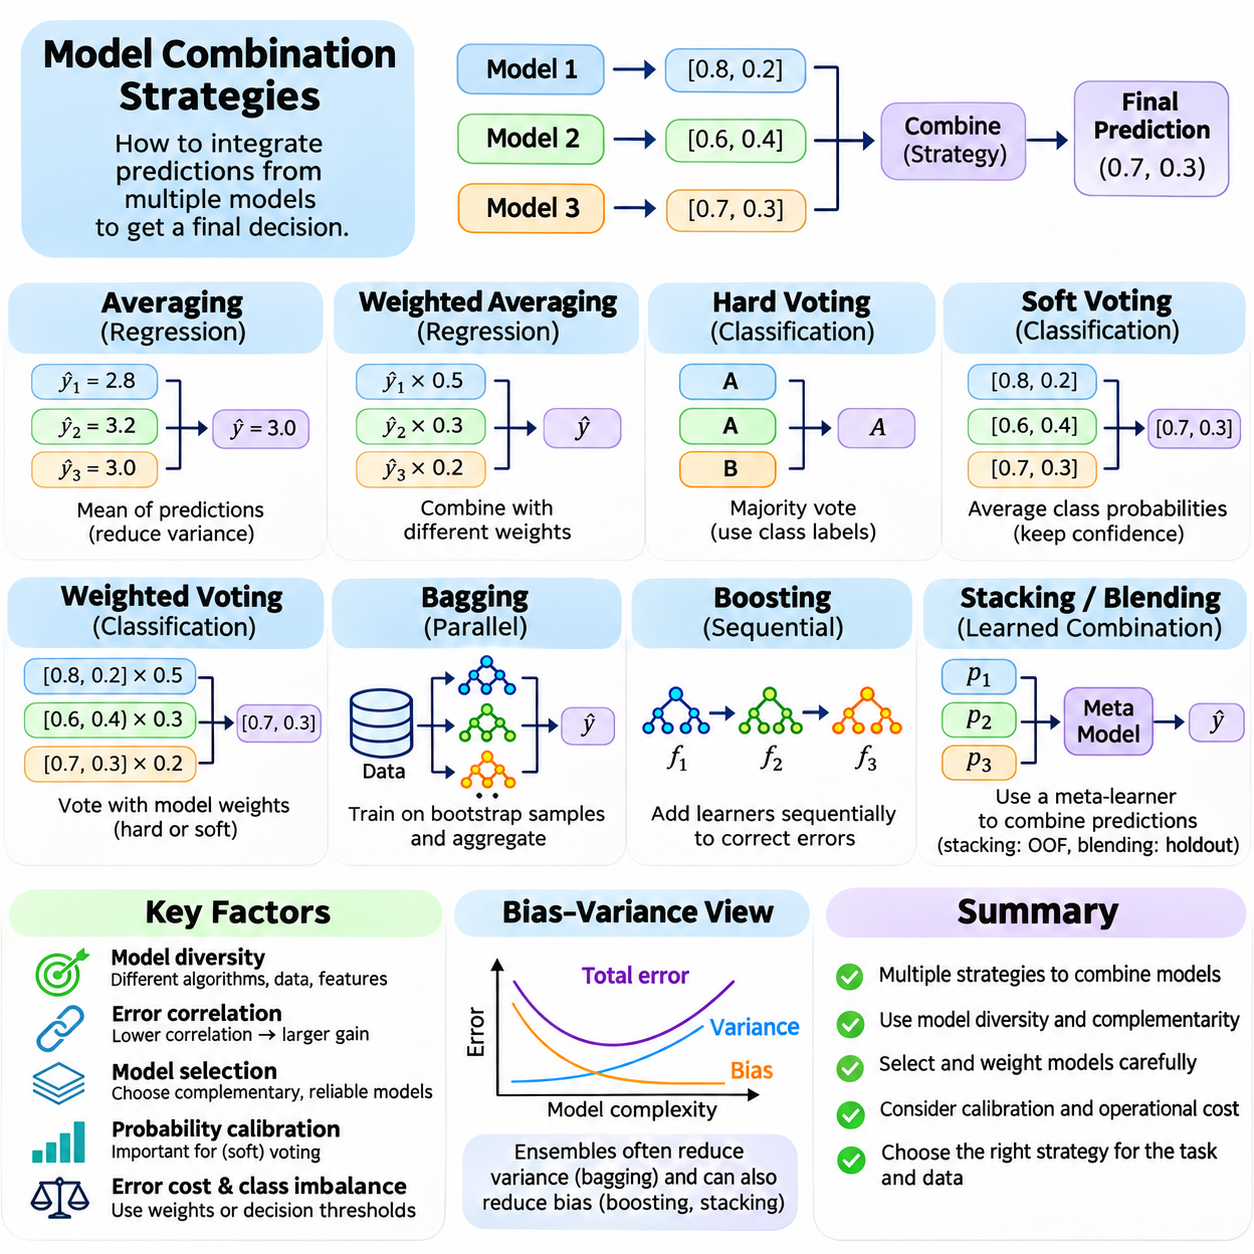 Model Combination
Strategies
How to integrate
predictions from
multiple models
to get a final decision.
Model 1
[0.8, 0.2]
Model 2
[0.6, 0.4]
Model 3
[0.7, 0.3]
Combine
(Strategy)
Final
Prediction
(0.7, 0.3)
Averaging
(Regression)
ŷ₁ = 2.8
ŷ₂ = 3.2
ŷ₃ = 3.0
ŷ = 3.0
Mean of predictions
(reduce variance)
Weighted Averaging
(Regression)
ŷ₁ × 0.5
ŷ₂ × 0.3
ŷ₃ × 0.2
ŷ
Combine with
different weights
Hard Voting
(Classification)
A
A
B
A
Majority vote
(use class labels)
Soft Voting
(Classification)
[0.8, 0.2]
[0.6, 0.4]
[0.7, 0.3]
[0.7, 0.3]
Average class probabilities
(keep confidence)
Weighted Voting
(Classification)
[0.8, 0.2] × 0.5
[0.6, 0.4) × 0.3
[0.7, 0.3] × 0.2
[0.7, 0.3]
Vote with model weights
(hard or soft)
Bagging
(Parallel)
Data
ŷ
Train on bootstrap samples
and aggregate
Boosting
(Sequential)
f₁
f₂
f₃
Add learners sequentially
to correct errors
Stacking / Blending
(Learned Combination)
p₁
p₂
p₃
Meta
Model
ŷ
Use a meta-learner
to combine predictions
(stacking: OOF, blending: holdout)
Key Factors
Model diversity
Different algorithms, data, features
Error correlation
Lower correlation → larger gain
Model selection
Choose complementary, reliable models
Probability calibration
Important for (soft) voting
Error cost & class imbalance
Use weights or decision thresholds
Bias–Variance View
Error
Total error
Variance
Bias
Model complexity
Ensembles often reduce
variance (bagging) and can also
reduce bias (boosting, stacking)
Summary
Multiple strategies to combine models
Use model diversity and complementarity
Select and weight models carefully
Consider calibration and operational cost
Choose the right strategy for the task
and data